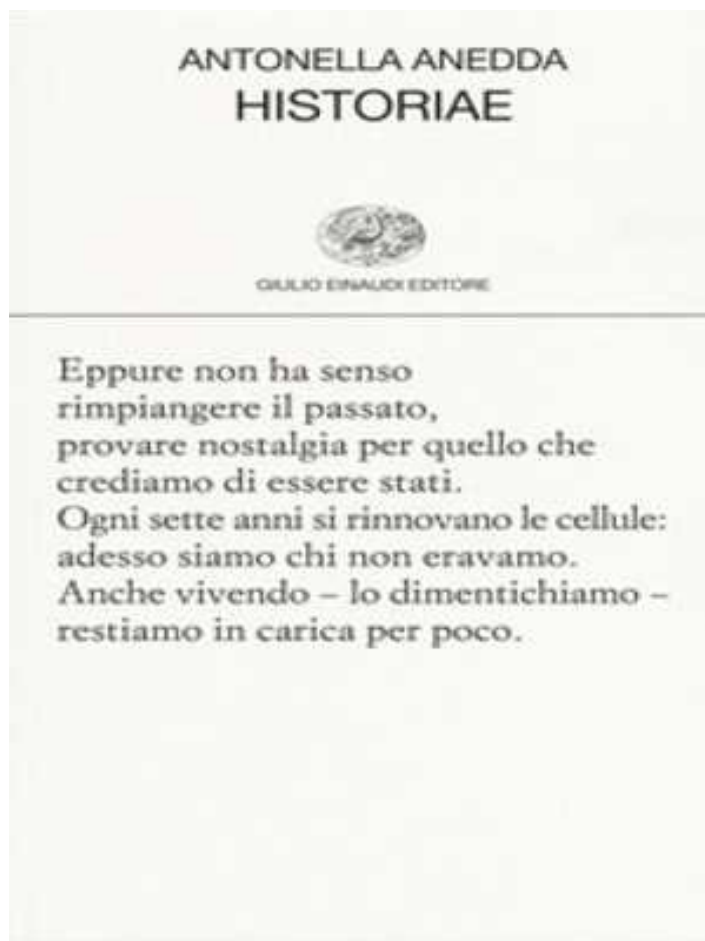 ANTONELLA ANEDDA
HISTORIAE
GIULIO EINAUDI EDITORE
Eppure non ha senso
rimpiangere il passato,
provare nostalgia per quello che
crediamo di essere stati.
Ogni sette anni si rinnovano le cellule:
adesso siamo chi non eravamo.
Anche vivendo – lo dimentichiamo –
restiamo in carica per poco.